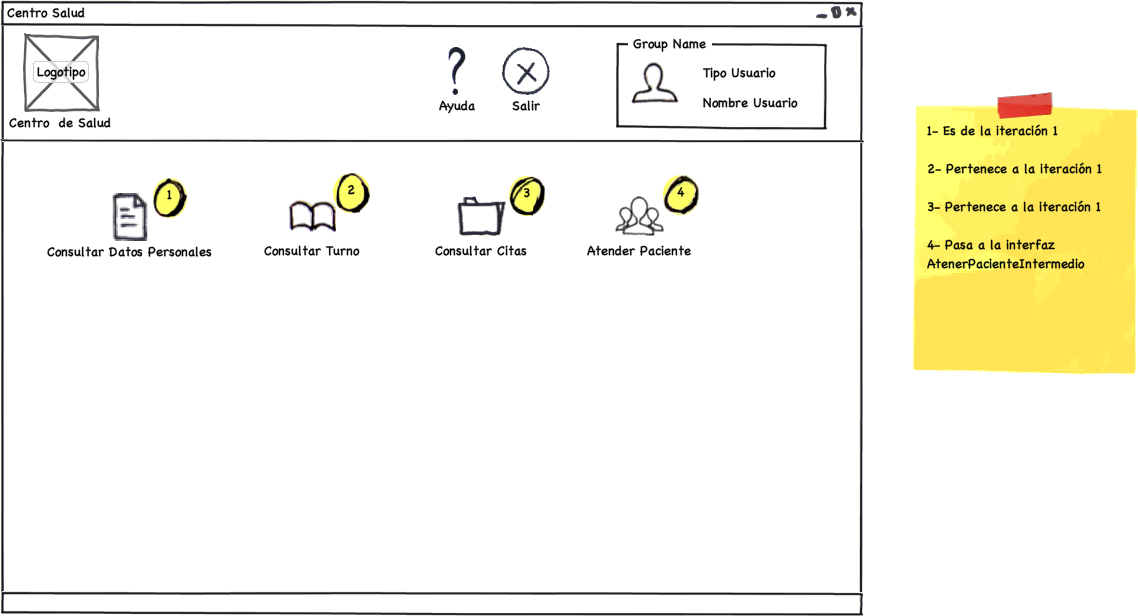 Centro Salud
Logotipo
Centro de Salud
Ayuda
Salir
Group Name
Tipo Usuario
Nombre Usuario
1
2
3
4
Consultar Datos Personales
Consultar Turno
Consultar Citas
Atender Paciente
1- Es de la iteración 1
2- Pertenece a la iteración 1
3- Pertenece a la iteración 1
4- Pasa a la interfaz
AtenerPacienteIntermedio